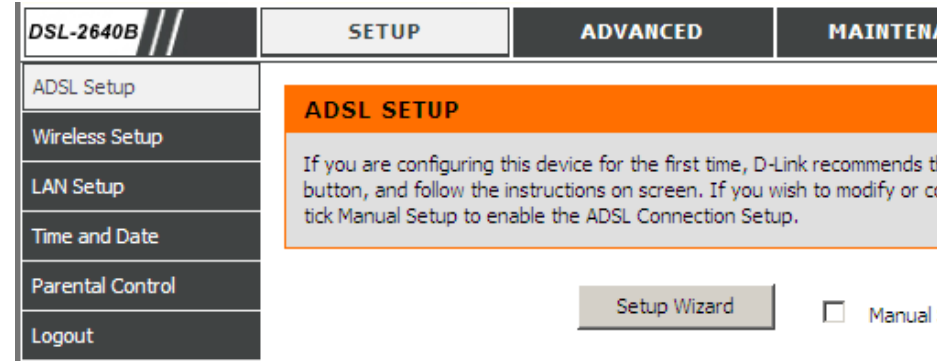 DSL-2640B
SETUP
ADVANCED
ADSL Setup
Wireless Setup
LAN Setup
Time and Date
Parental Control
Logout
ADSL SETUP
If you are configuring this device for the first time, D-Link recommends
button, and follow the instructions on screen. If you wish to modify or
tick Manual Setup to enable the ADSL Connection Setup.
Setup Wizard
Manual